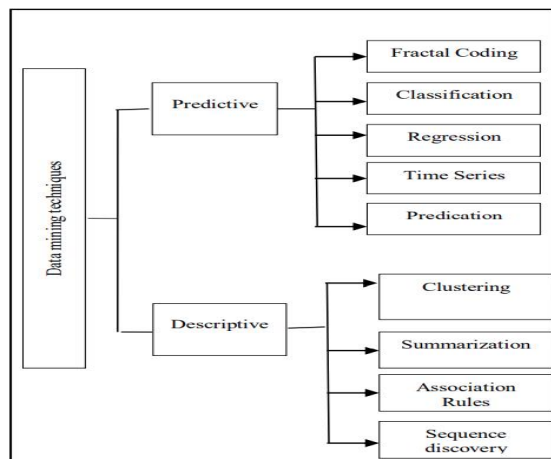 Data mining techniques
Predictive
Fractal Coding
Classification
Regression
Time Series
Predication
Descriptive
Clustering
Summarization
Association
Rules
Sequence
discovery